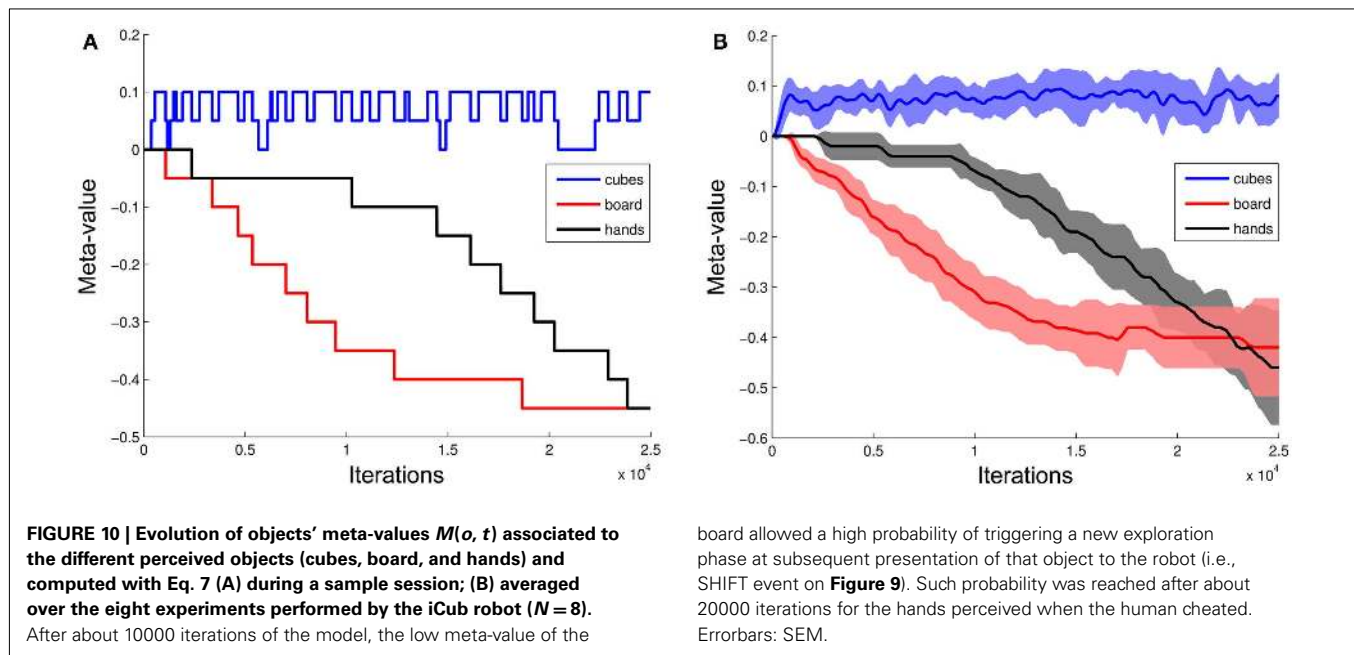 A
0.2
0.1
0
−0.1
−0.2
−0.3
−0.4
−0.5
Meta-value
cubes
board
hands
0
0.5
1
1.5
2
2.5
x 10⁴
Iterations
B
0.2
0.1
0
−0.1
−0.2
−0.3
−0.4
−0.5
−0.6
Meta-value
cubes
board
hands
0
0.5
1
1.5
2
2.5
x 10⁴
Iterations
FIGURE 10 | Evolution of objects' meta-values M(o, t) associated to
the different perceived objects (cubes, board, and hands) and
computed with Eq. 7 (A) during a sample session; (B) averaged
over the eight experiments performed by the iCub robot (N = 8).
After about 10000 iterations of the model, the low meta-value of the
board allowed a high probability of triggering a new exploration
phase at subsequent presentation of that object to the robot (i.e.,
SHIFT event on Figure 9). Such probability was reached after about
20000 iterations for the hands perceived when the human cheated.
Errorbars: SEM.